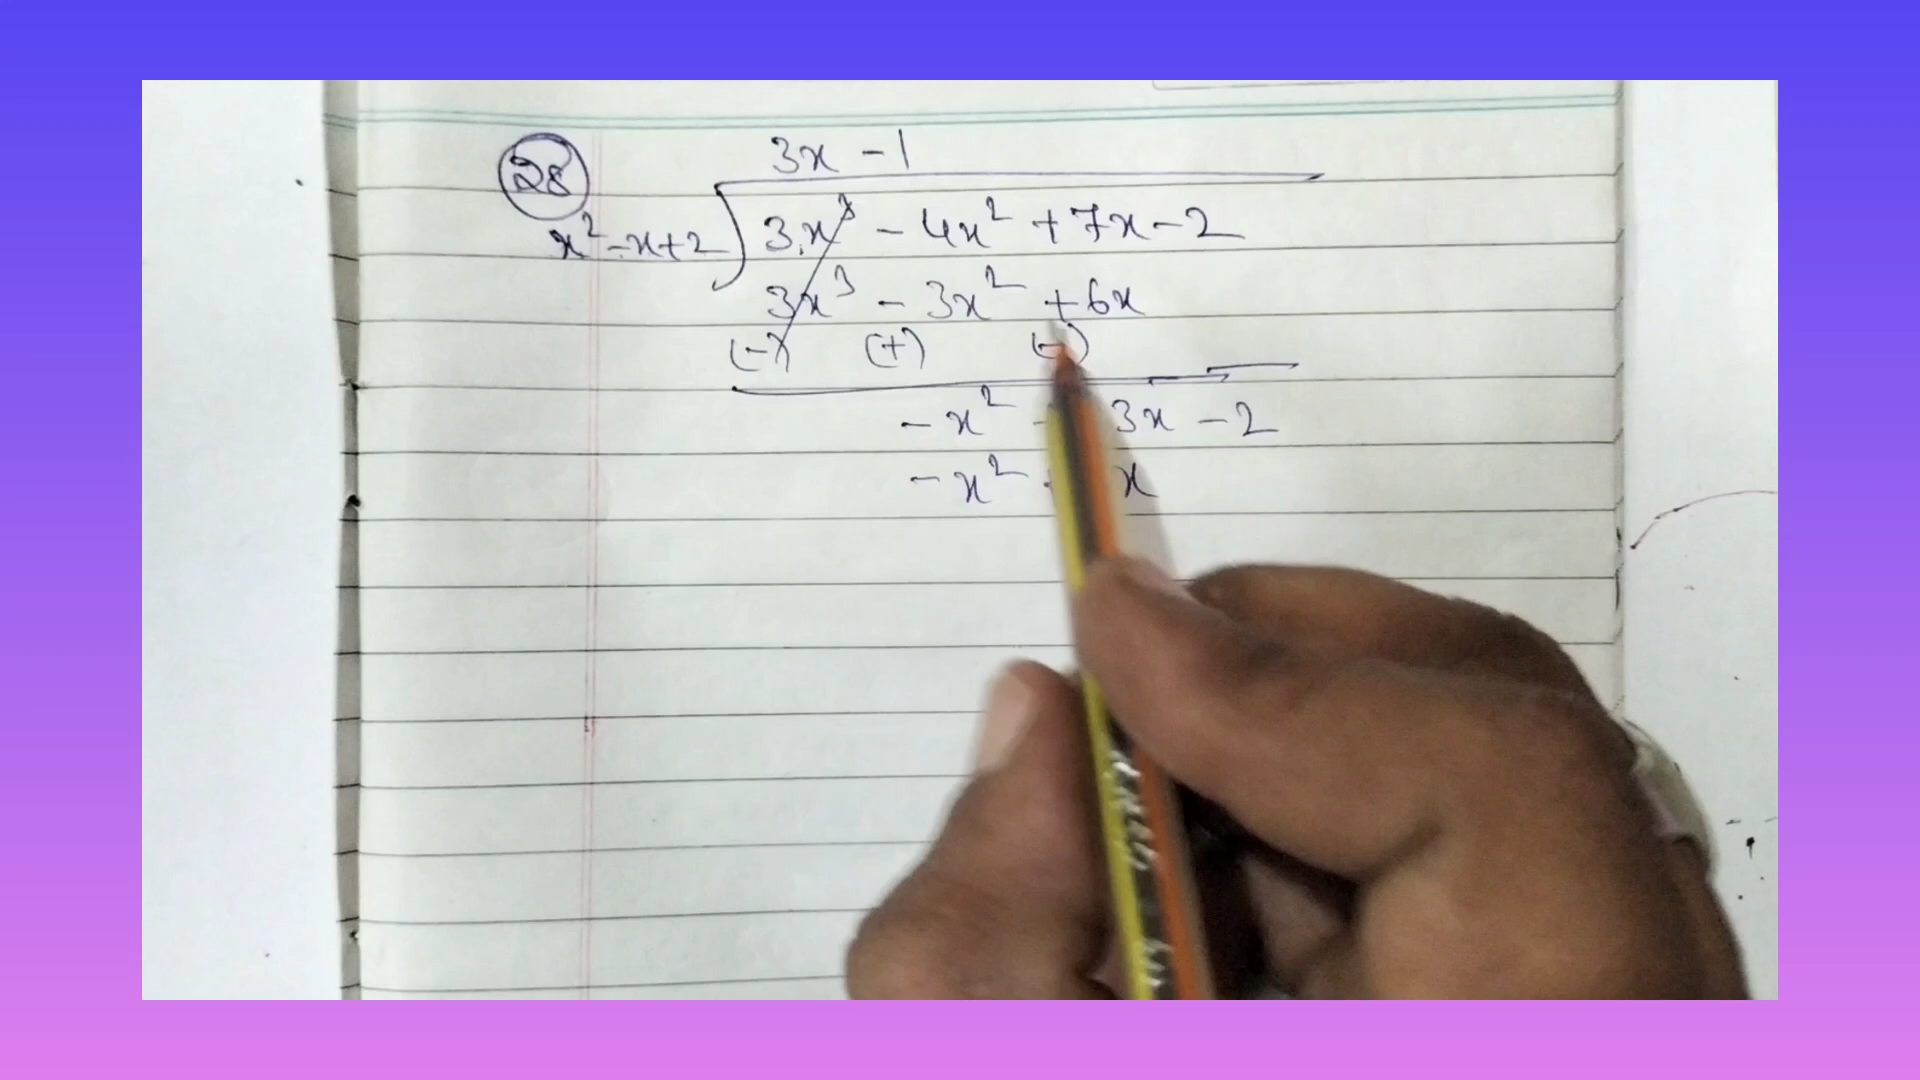 28
3x - 1
x² - x + 2 ) 3x³ - 4x² + 7x - 2
3x³ - 3x² + 6x
(-) (+) (-)
- x² 3x - 2
- x² x